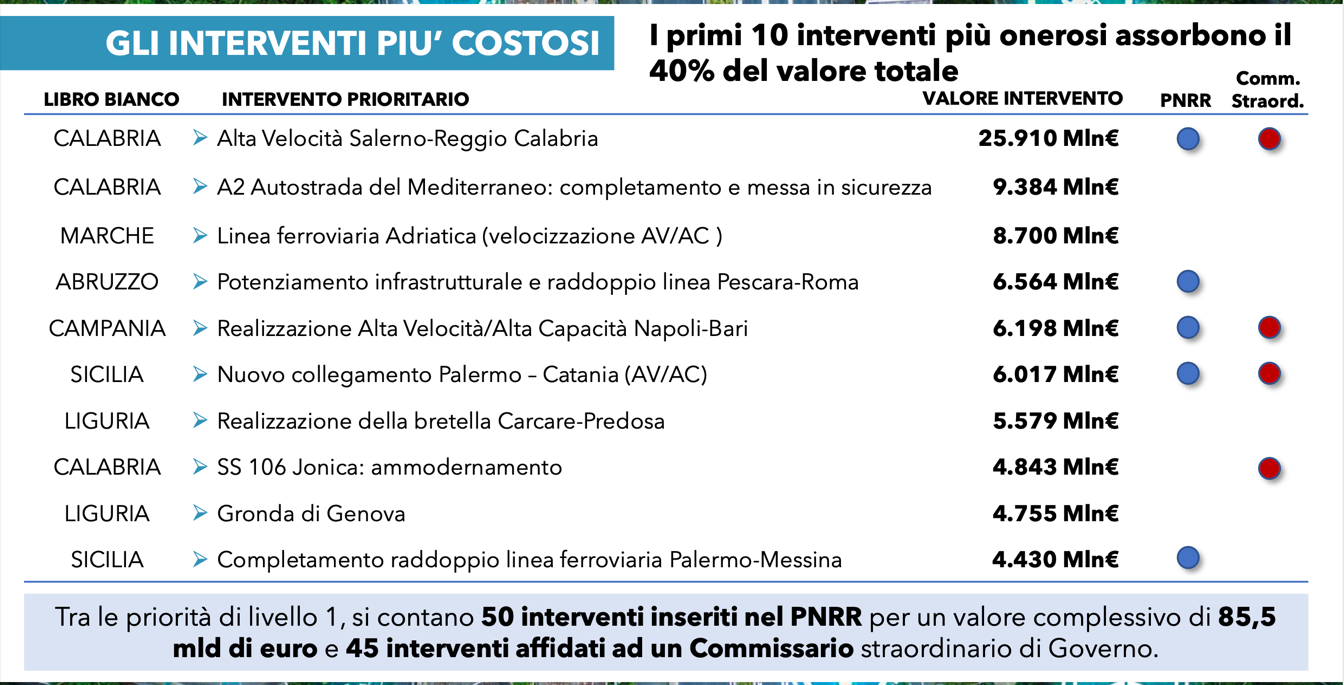 GLI INTERVENTI PIU’ COSTOSI
I primi 10 interventi più onerosi assorbono il
40% del valore totale
LIBRO BIANCO INTERVENTO PRIORITARIO VALORE INTERVENTO PNRR Comm.
Straord.
CALABRIA Alta Velocità Salerno-Reggio Calabria 25.910 Mln€
CALABRIA A2 Autostrada del Mediterraneo: completamento e messa in sicurezza 9.384 Mln€
MARCHE Linea ferroviaria Adriatica (velocizzazione AV/AC ) 8.700 Mln€
ABRUZZO Potenziamento infrastrutturale e raddoppio linea Pescara-Roma 6.564 Mln€
CAMPANIA Realizzazione Alta Velocità/Alta Capacità Napoli-Bari 6.198 Mln€
SICILIA Nuovo collegamento Palermo – Catania (AV/AC) 6.017 Mln€
LIGURIA Realizzazione della bretella Carcare-Predosa 5.579 Mln€
CALABRIA SS 106 Jonica: ammodernamento 4.843 Mln€
LIGURIA Gronda di Genova 4.755 Mln€
SICILIA Completamento raddoppio linea ferroviaria Palermo-Messina 4.430 Mln€
Tra le priorità di livello 1, si contano 50 interventi inseriti nel PNRR per un valore complessivo di 85,5
mld di euro e 45 interventi affidati ad un Commissario straordinario di Governo.